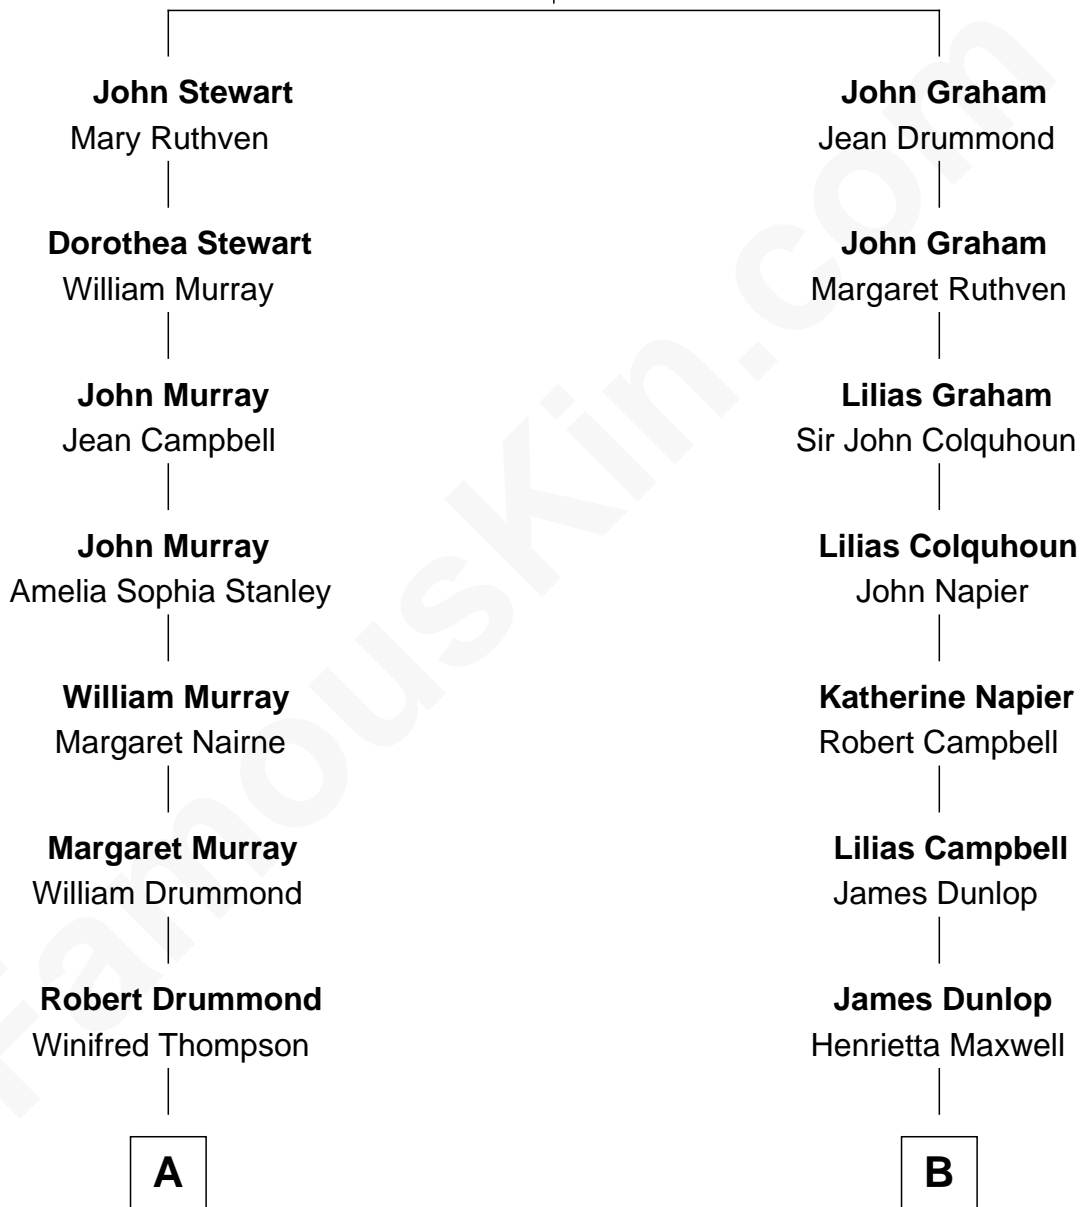 John Stewart
Mary Ruthven
Dorothea Stewart
William Murray
John Murray
Jean Campbell
John Murray
Amelia Sophia Stanley
William Murray
Margaret Nairne
Margaret Murray
William Drummond
Robert Drummond
Winifred Thompson
A
John Graham
Jean Drummond
John Graham
Margaret Ruthven
Lilias Graham
Sir John Colquhoun
Lilias Colquhoun
John Napier
Katherine Napier
Robert Campbell
Lilias Campbell
James Dunlop
James Dunlop
Henrietta Maxwell
B
FamousKin.com